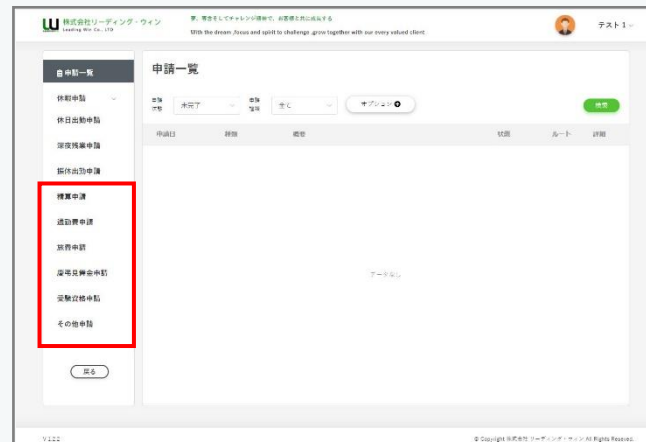 株式会社リーディング・ウィン
Leading Win Co., LTD
夢、専念をしてチャレンジ精神で、お客様と共に成長する
With the dream ,focus and spirit to challenge ,grow together with our every valued client.
テスト 1
申請一覧
休暇申請
休日出勤申請
深夜残業申請
振休出勤申請
精算申請
通勤費申請
旅費申請
慶弔見舞金申請
受験資格申請
その他申請
戻る
申請一覧
申請状態
未完了
申請種類
全て
オプション
検索
申請日
種類
概要
状態
ルート
詳細
データなし
V 1.2.2
© Copyright 株式会社 リーディング・ウィン All Rights Reseved.